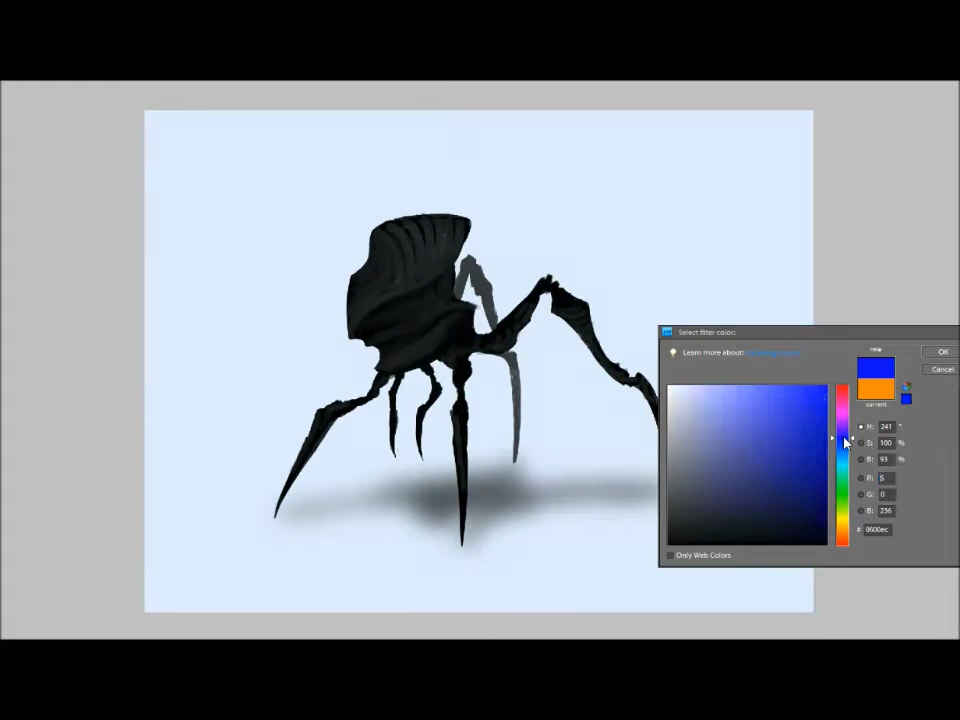 Select filter color:
Learn more about:
new
current
OK
Cancel
H: 241 °
S: 100 %
B: 93 %
R: 5
G: 0
B: 236
# 0600ec
Only Web Colors